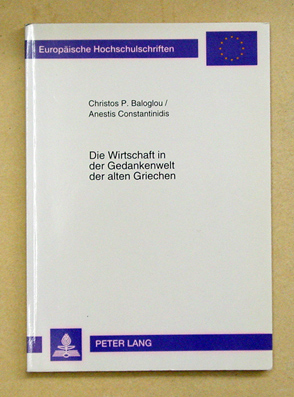 Europäische Hochschulschriften
Christos P. Baloglou /
Anestis Constantinidis
Die Wirtschaft in
der Gedankenwelt
der alten Griechen
PETER LANG